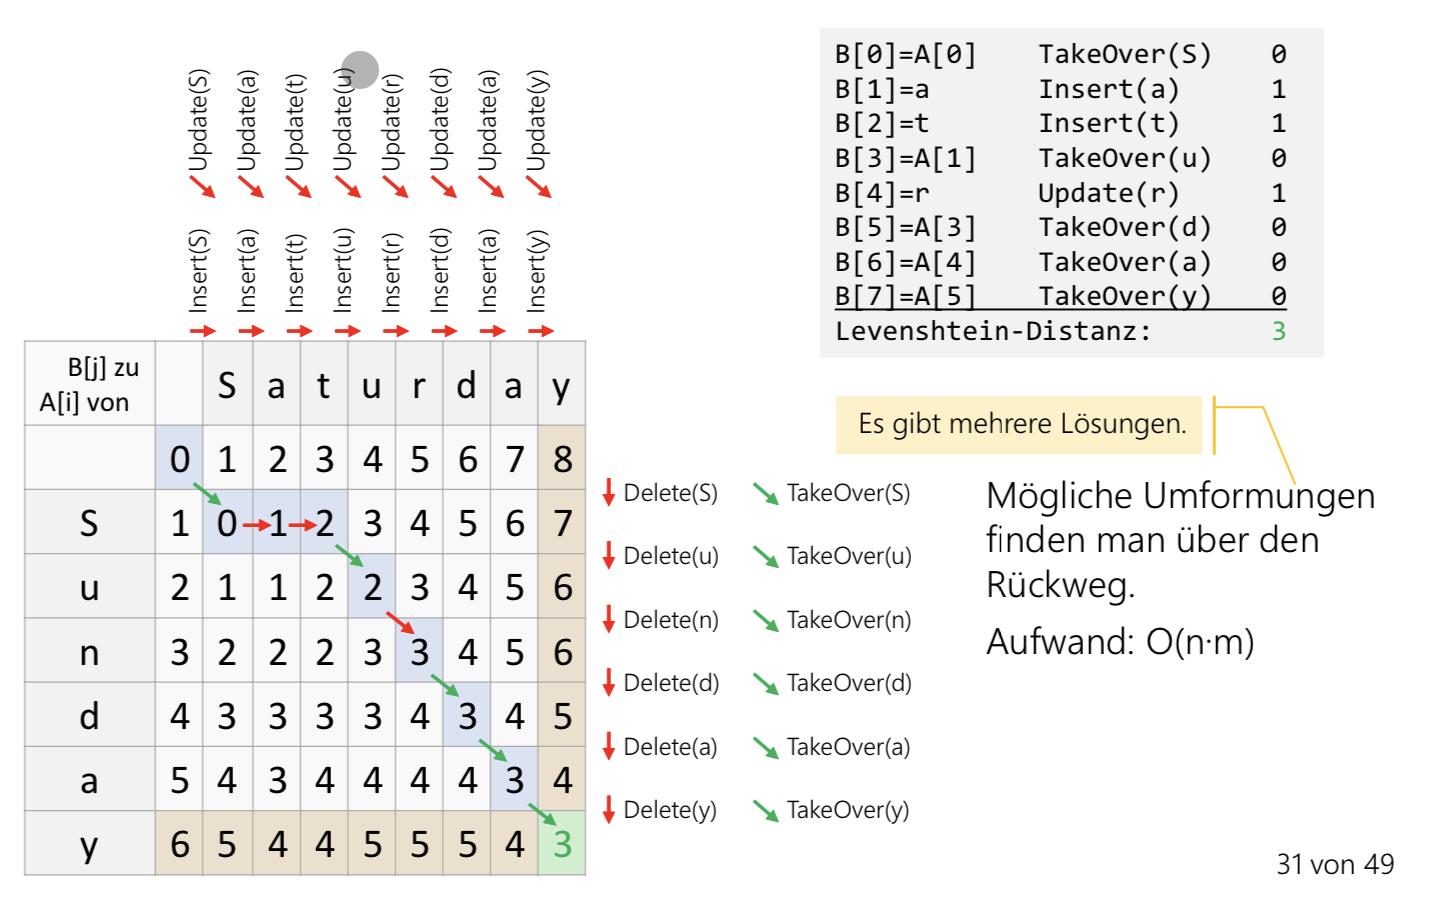 Update(S) Update(a) Update(t) Update(u) Update(r) Update(d) Update(a) Update(y)
Insert(S) Insert(a) Insert(t) Insert(u) Insert(r) Insert(d) Insert(a) Insert(y)
B[j] zu
A[i] von
S a t u r d a y
0 1 2 3 4 5 6 7 8
S 1 0 1 2 3 4 5 6 7
u 2 1 1 2 2 3 4 5 6
n 3 2 2 2 3 3 4 5 6
d 4 3 3 3 3 4 3 4 5
a 5 4 3 4 4 4 4 3 4
y 6 5 4 4 5 5 5 4 3
Delete(S) TakeOver(S)
Delete(u) TakeOver(u)
Delete(n) TakeOver(n)
Delete(d) TakeOver(d)
Delete(a) TakeOver(a)
Delete(y) TakeOver(y)
B[0]=A[0] TakeOver(S) 0
B[1]=a Insert(a) 1
B[2]=t Insert(t) 1
B[3]=A[1] TakeOver(u) 0
B[4]=r Update(r) 1
B[5]=A[3] TakeOver(d) 0
B[6]=A[4] TakeOver(a) 0
B[7]=A[5] TakeOver(y) 0
Levenshtein-Distanz: 3
Es gibt mehrere Lösungen.
Mögliche Umformungen
finden man über den
Rückweg.
Aufwand: O(n·m)
31 von 49